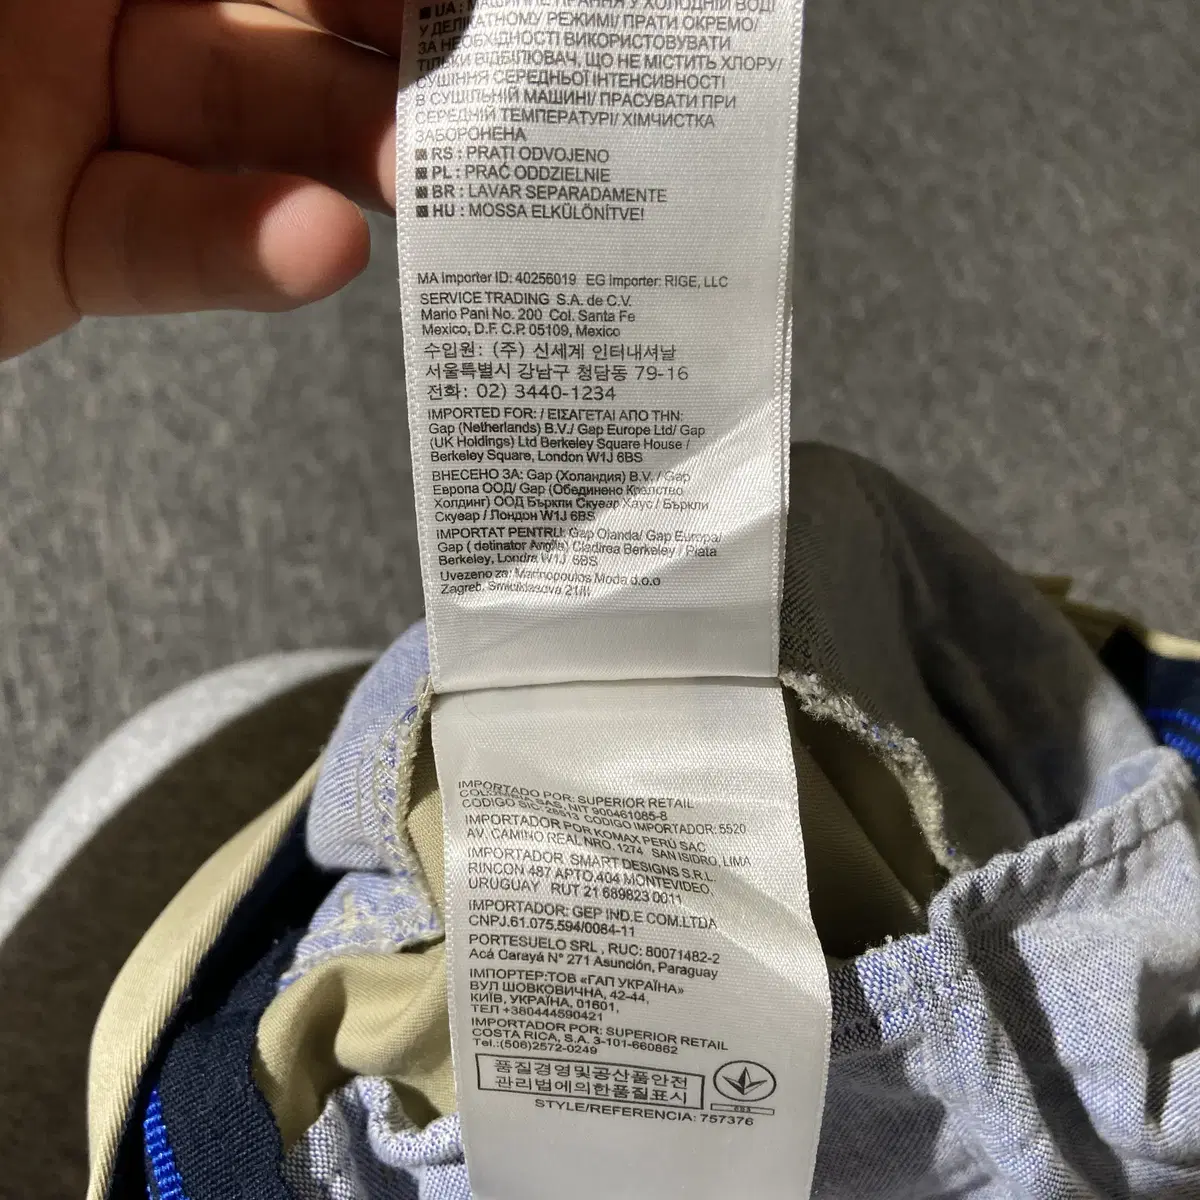 UA : МАШИННЕ ПРАННЯ У ХОЛОДНІЙ ВОДІ
У ДЕЛІКАТНОМУ РЕЖИМІ/ ПРАТИ ОКРЕМО/
ЗА НЕОБХІДНОСТІ ВИКОРИСТОВУВАТИ
ТІЛЬКИ ВІДБІЛЮВАЧ, ЩО НЕ МІСТИТЬ ХЛОРУ/
СУШІННЯ СЕРЕДНЬОЇ ІНТЕНСИВНОСТІ
В СУШИЛЬНІЙ МАШИНІ/ ПРАСУВАТИ ПРИ
СЕРЕДНІЙ ТЕМПЕРАТУРІ/ ХІМЧИСТКА
ЗАБОРОНЕНА
RS : PRATI ODVOJENO
PL : PRAĆ ODDZIELNIE
BR : LAVAR SEPARADAMENTE
HU : MOSSA ELKÜLÖNÍTVE!
MA Importer ID: 40256019 EG Importer: RIGE, LLC
SERVICE TRADING S.A. de C.V.
Mario Pani No. 200 Col. Santa Fe
Mexico, D.F. C.P. 05109, Mexico
수입원: (주) 신세계 인터내셔날
서울특별시 강남구 청담동 79-16
전화: 02) 3440-1234
IMPORTED FOR: / ΕΙΣΑΓΕΤΑΙ ΑΠΟ ΤΗΝ:
Gap (Netherlands) B.V./ Gap Europe Ltd/ Gap
(UK Holdings) Ltd Berkeley Square House /
Berkeley Square, London W1J 6BS
ВНЕСЕНО ЗА: Gap (Холандия) B.V. / Gap
Европа ООД/ Gap (Обединено Кралство
Холдинг) ООД Бъркли Скуеар Хаус / Бъркли
Скуеар / Лондон W1J 6BS
IMPORTAT PENTRU: Gap Olanda/ Gap Europa/
Gap ( detinator Anglia) Cladirea Berkeley / Piata
Berkeley, Londra W1J 6BS
Uvezeno za: Marinopoulos Moda d.o.o
Zagreb, Smiciklasova 21/II
IMPORTADO POR: SUPERIOR RETAIL
COLOMBIA SAS, NIT 900461085-8
CODIGO SIC: 28513 CODIGO IMPORTADOR: 5520
IMPORTADOR POR KOMAX PERÚ SAC
AV. CAMINO REAL NRO. 1274 SAN ISIDRO, LIMA
IMPORTADOR SMART DESIGNS S.R.L.
RINCON 487 APTO.404 MONTEVIDEO,
URUGUAY RUT 21 689823 0011
IMPORTADOR: GEP IND.E COM.LTDA
CNPJ.61.075.594/0084-11
PORTESUELO SRL , RUC: 80071482-2
Acá Carayá N° 271 Asunción, Paraguay
ІМПОРТЕР:ТОВ «ГАП УКРАЇНА»
ВУЛ ШОВКОВИЧНА, 42-44,
КИЇВ, УКРАЇНА, 01601,
ТЕЛ +380444590421
IMPORTADOR POR: SUPERIOR RETAIL
COSTA RICA, S.A. 3-101-660862
Tel.:(506)2572-0249
품질경영및공산품안전
관리법에의한품질표시
STYLE/REFERENCIA: 757376